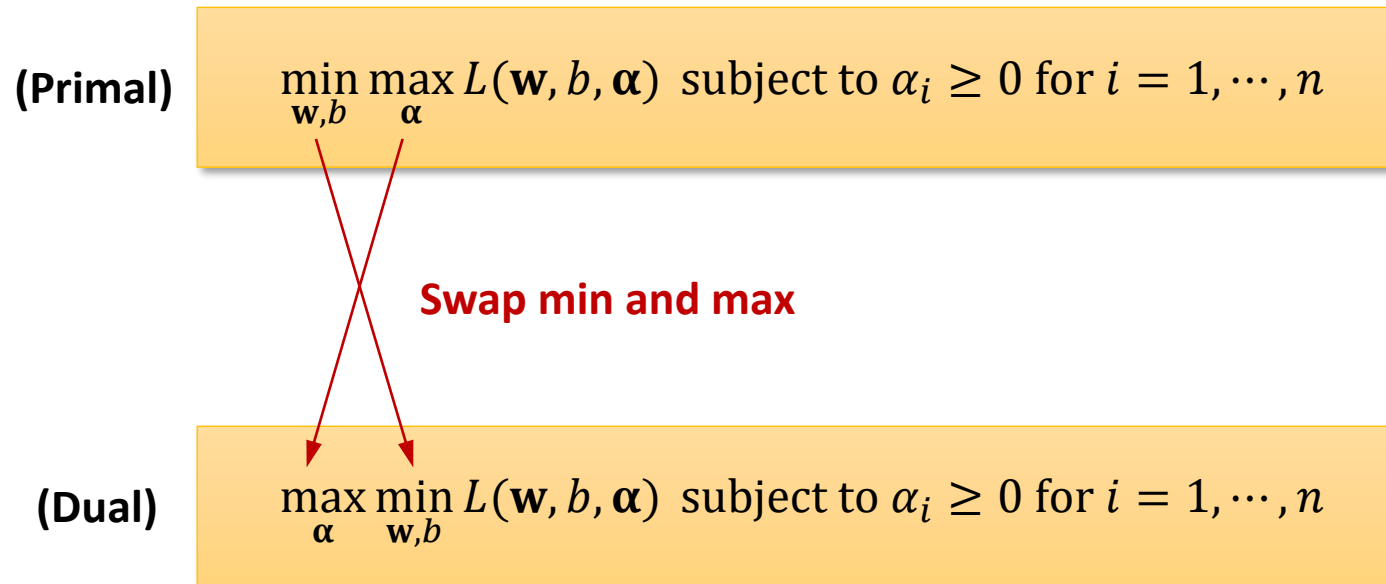 (Primal) min max L(w, b, α) subject to αᵢ ≥ 0 for i = 1, ⋯, n
w,b α
Swap min and max
(Dual) max min L(w, b, α) subject to αᵢ ≥ 0 for i = 1, ⋯, n
α w,b